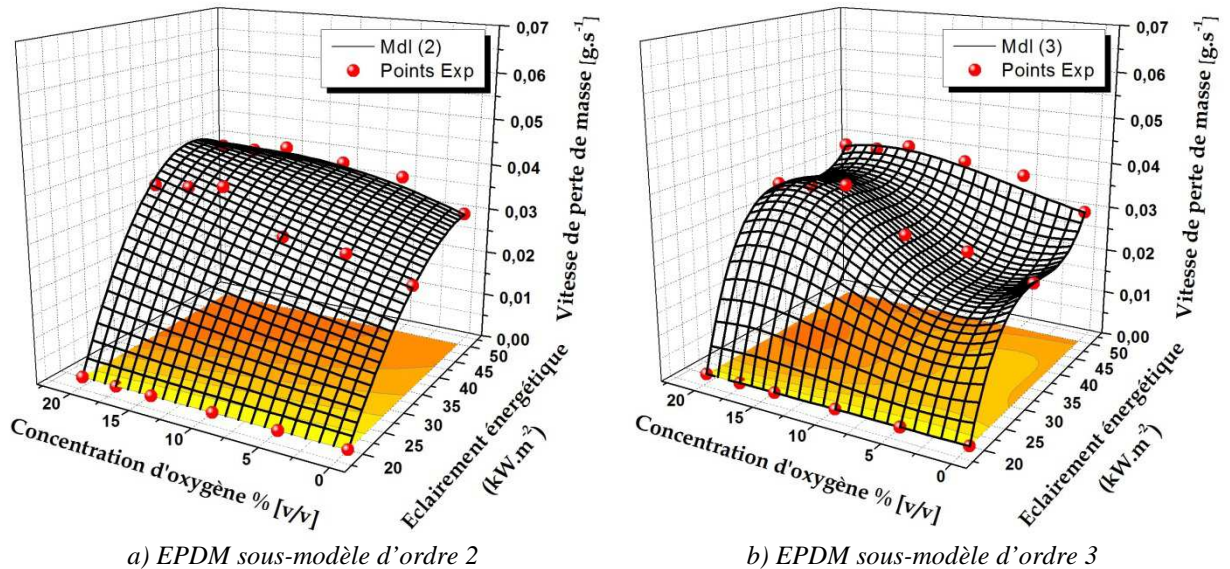 Mdl (2)
Points Exp
0,07
0,06
0,05
0,04
0,03
0,02
0,01
0,00
Vitesse de perte de masse [g.s-1]
50
45
40
35
30
25
20
Eclairement énergétique
(kW.m-2)
20
15
10
5
0
Concentration d'oxygène % [v/v]
a) EPDM sous-modèle d'ordre 2
Mdl (3)
Points Exp
0,07
0,06
0,05
0,04
0,03
0,02
0,01
0,00
Vitesse de perte de masse [g.s-1]
50
45
40
35
30
25
20
Eclairement énergétique
(kW.m-2)
20
15
10
5
0
Concentration d'oxygène % [v/v]
b) EPDM sous-modèle d'ordre 3